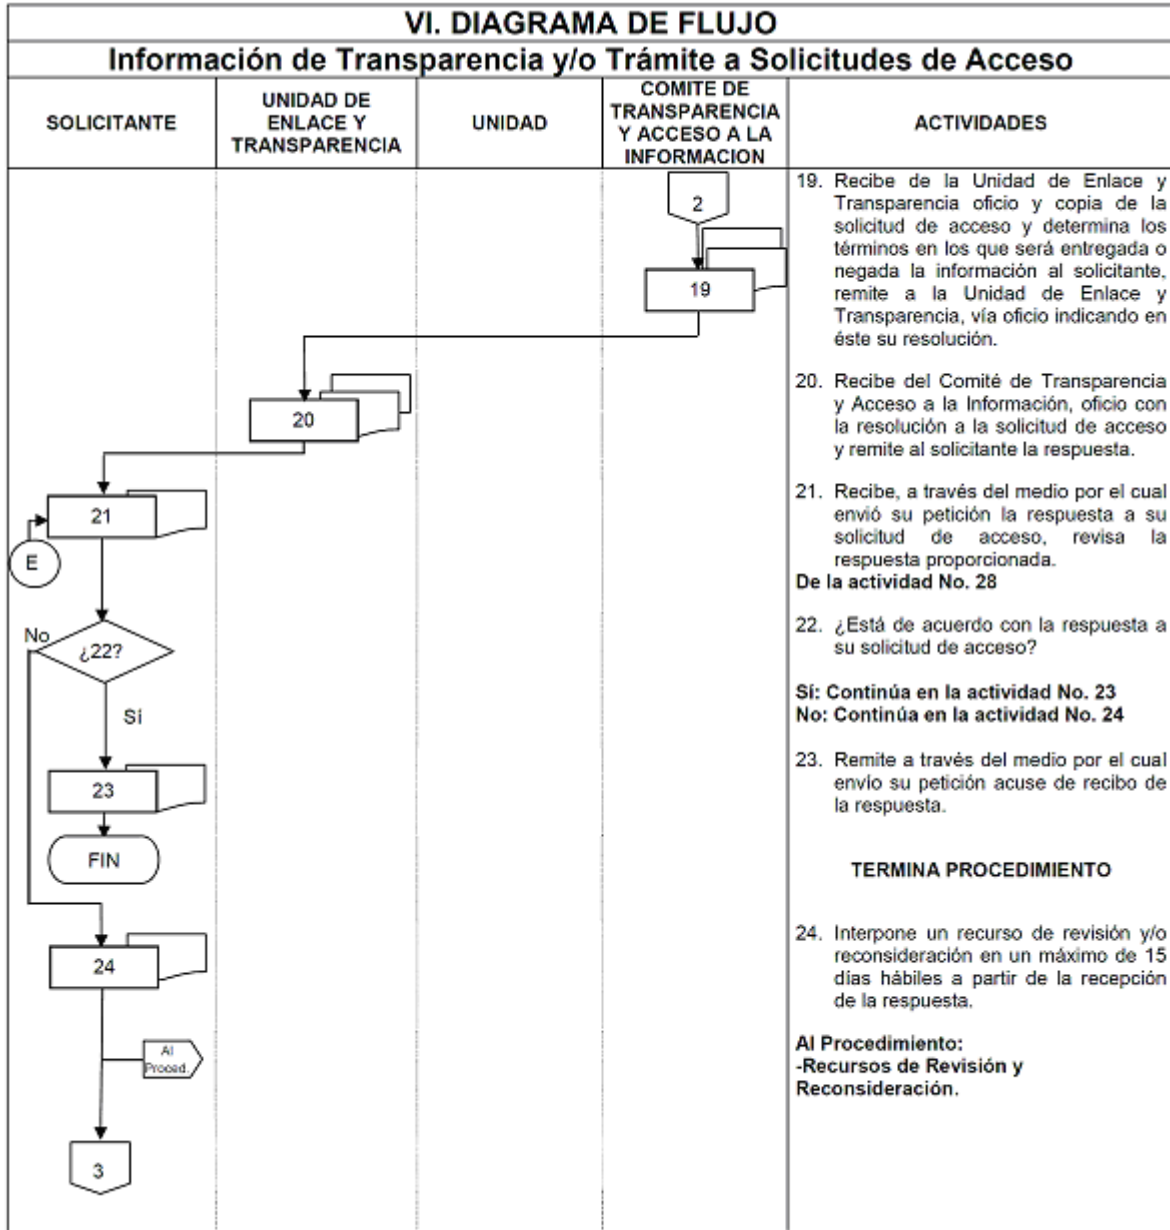 VI. DIAGRAMA DE FLUJO
Información de Transparencia y/o Trámite a Solicitudes de Acceso
SOLICITANTE
UNIDAD DE
ENLACE Y
TRANSPARENCIA
UNIDAD
COMITE DE
TRANSPARENCIA
Y ACCESO A LA
INFORMACION
ACTIVIDADES
2
19
20
21
E
No
¿22?
Sí
23
FIN
24
Al
Proced.
3
19. Recibe de la Unidad de Enlace y
Transparencia oficio y copia de la
solicitud de acceso y determina los
términos en los que será entregada o
negada la información al solicitante,
remite a la Unidad de Enlace y
Transparencia, vía oficio indicando en
éste su resolución.
20. Recibe del Comité de Transparencia
y Acceso a la Información, oficio con
la resolución a la solicitud de acceso
y remite al solicitante la respuesta.
21. Recibe, a través del medio por el cual
envió su petición la respuesta a su
solicitud de acceso, revisa la
respuesta proporcionada.
De la actividad No. 28
22. ¿Está de acuerdo con la respuesta a
su solicitud de acceso?
Sí: Continúa en la actividad No. 23
No: Continúa en la actividad No. 24
23. Remite a través del medio por el cual
envío su petición acuse de recibo de
la respuesta.
TERMINA PROCEDIMIENTO
24. Interpone un recurso de revisión y/o
reconsideración en un máximo de 15
días hábiles a partir de la recepción
de la respuesta.
Al Procedimiento:
-Recursos de Revisión y
Reconsideración.